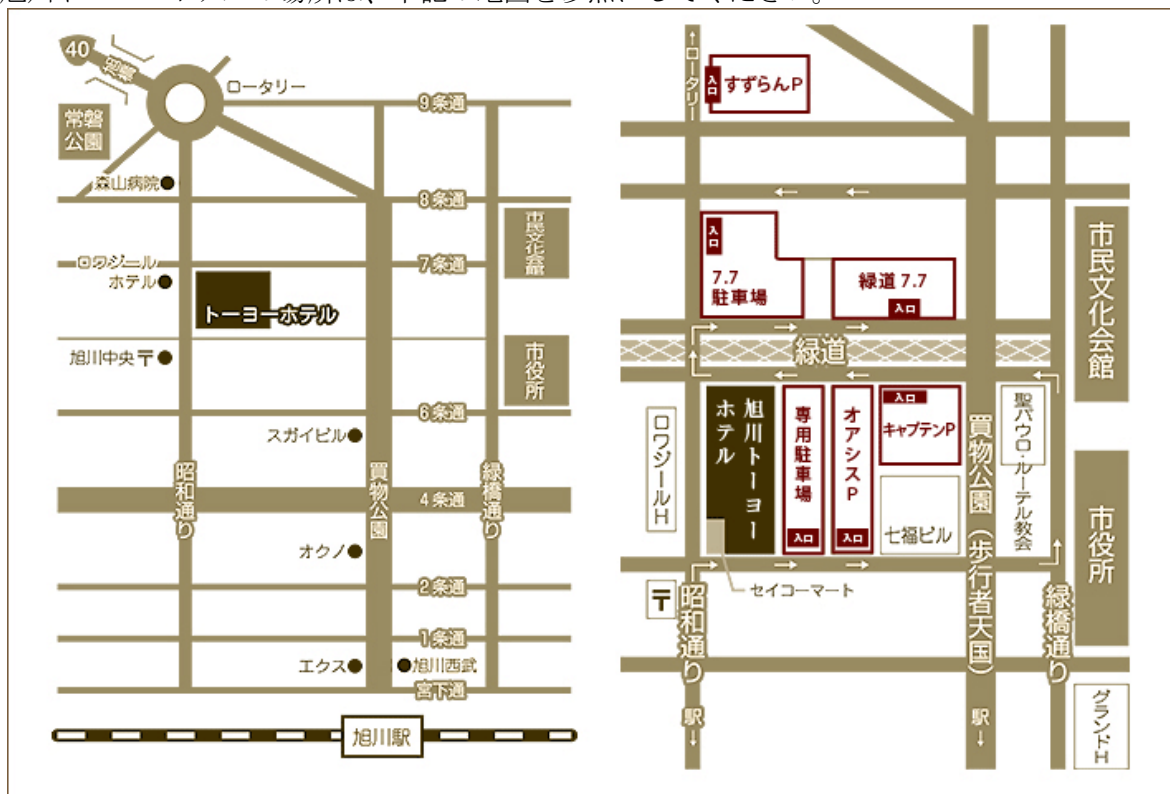 40
旭橋
ロータリー
9条通
常磐
公園
森山病院
8条通
市民文化会館
ロワジール
ホテル
7条通
トーヨーホテル
旭川中央〒
市役所
6条通
スガイビル
昭和通り
買物公園
緑橋通り
4条通
オクノ
2条通
1条通
エクス
旭川西武
宮下通
旭川駅
↑ロータリー
入口
すずらんP
← ←
入口
7.7
駐車場
緑道 7.7
入口
市民文化会館
→ → →
緑道
← ← ←
ロワジールH
旭川トーヨー
ホテル
専用駐車場
入口
オアシスP
入口
入口
キャプテンP
七福ビル
買物公園(歩行者天国)
聖パウロ・ルーテル教会
市役所
→ → →
〒
セイコーマート
昭和通り
緑橋通り
駅→
駅→
グランドH